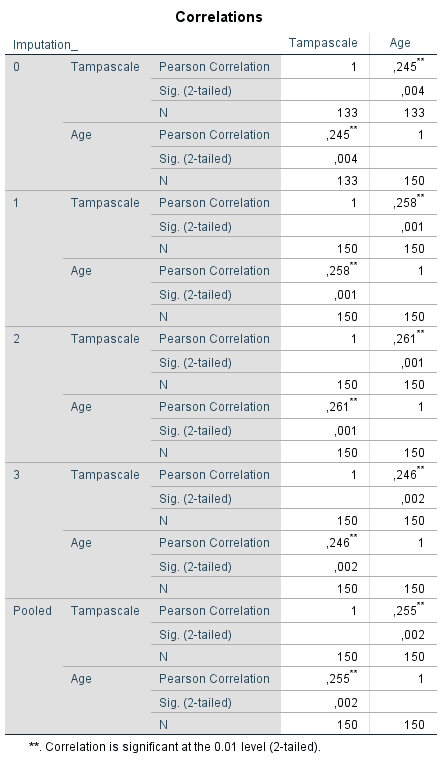 Correlations
Imputation_ Tampascale Age
0 Tampascale Pearson Correlation 1 ,245**
Sig. (2-tailed) ,004
N 133 133
Age Pearson Correlation ,245** 1
Sig. (2-tailed) ,004
N 133 150
1 Tampascale Pearson Correlation 1 ,258**
Sig. (2-tailed) ,001
N 150 150
Age Pearson Correlation ,258** 1
Sig. (2-tailed) ,001
N 150 150
2 Tampascale Pearson Correlation 1 ,261**
Sig. (2-tailed) ,001
N 150 150
Age Pearson Correlation ,261** 1
Sig. (2-tailed) ,001
N 150 150
3 Tampascale Pearson Correlation 1 ,246**
Sig. (2-tailed) ,002
N 150 150
Age Pearson Correlation ,246** 1
Sig. (2-tailed) ,002
N 150 150
Pooled Tampascale Pearson Correlation 1 ,255**
Sig. (2-tailed) ,002
N 150 150
Age Pearson Correlation ,255** 1
Sig. (2-tailed) ,002
N 150 150
**. Correlation is significant at the 0.01 level (2-tailed).